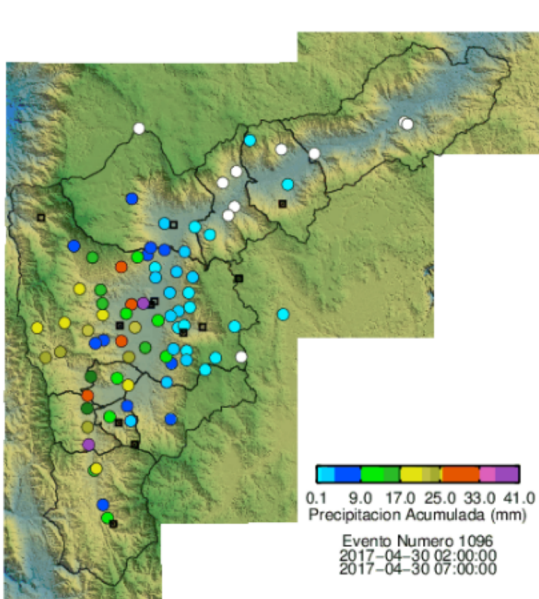 0.1 9.0 17.0 25.0 33.0 41.0
Precipitacion Acumulada (mm)
Evento Numero 1096
2017-04-30 02:00:00
2017-04-30 07:00:00